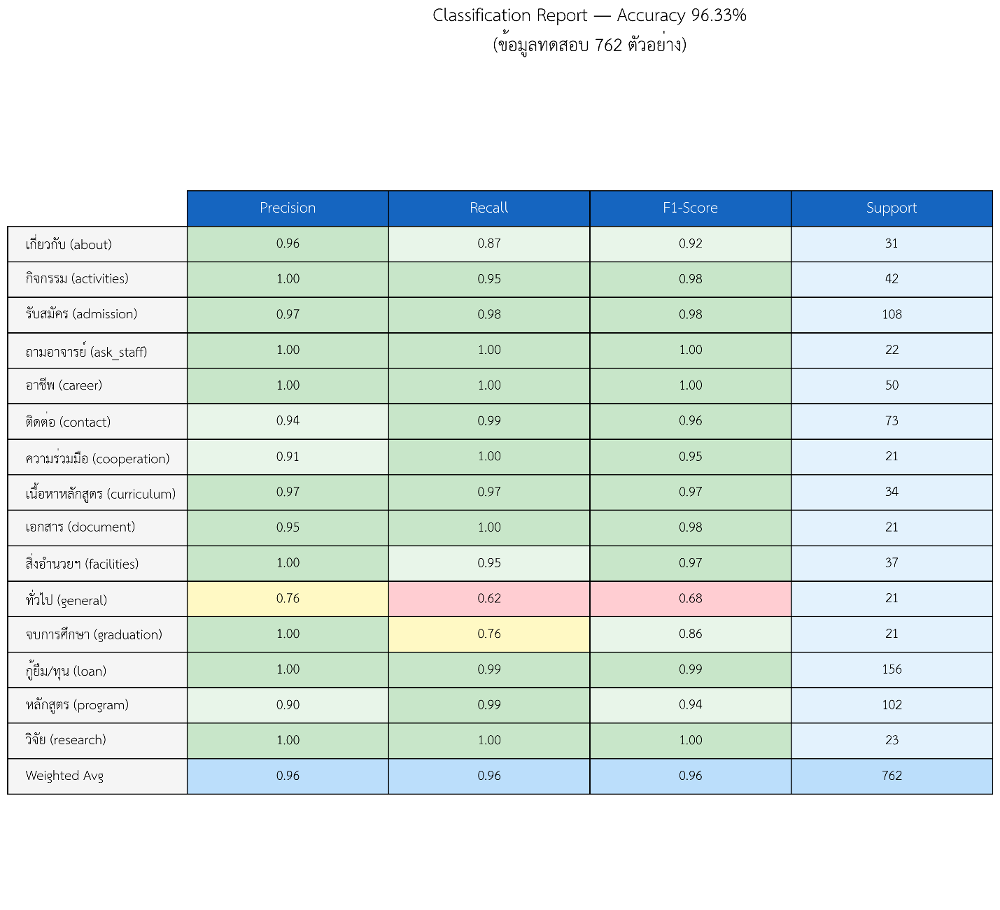 Classification Report — Accuracy 96.33%
(ข้อมูลทดสอบ 762 ตัวอย่าง)
Precision Recall F1-Score Support
เกี่ยวกับ (about) 0.96 0.87 0.92 31
กิจกรรม (activities) 1.00 0.95 0.98 42
รับสมัคร (admission) 0.97 0.98 0.98 108
ถามอาจารย์ (ask_staff) 1.00 1.00 1.00 22
อาชีพ (career) 1.00 1.00 1.00 50
ติดต่อ (contact) 0.94 0.99 0.96 73
ความร่วมมือ (cooperation) 0.91 1.00 0.95 21
เนื้อหาหลักสูตร (curriculum) 0.97 0.97 0.97 34
เอกสาร (document) 0.95 1.00 0.98 21
สิ่งอำนวยฯ (facilities) 1.00 0.95 0.97 37
ทั่วไป (general) 0.76 0.62 0.68 21
จบการศึกษา (graduation) 1.00 0.76 0.86 21
กู้ยืม/ทุน (loan) 1.00 0.99 0.99 156
หลักสูตร (program) 0.90 0.99 0.94 102
วิจัย (research) 1.00 1.00 1.00 23
Weighted Avg 0.96 0.96 0.96 762